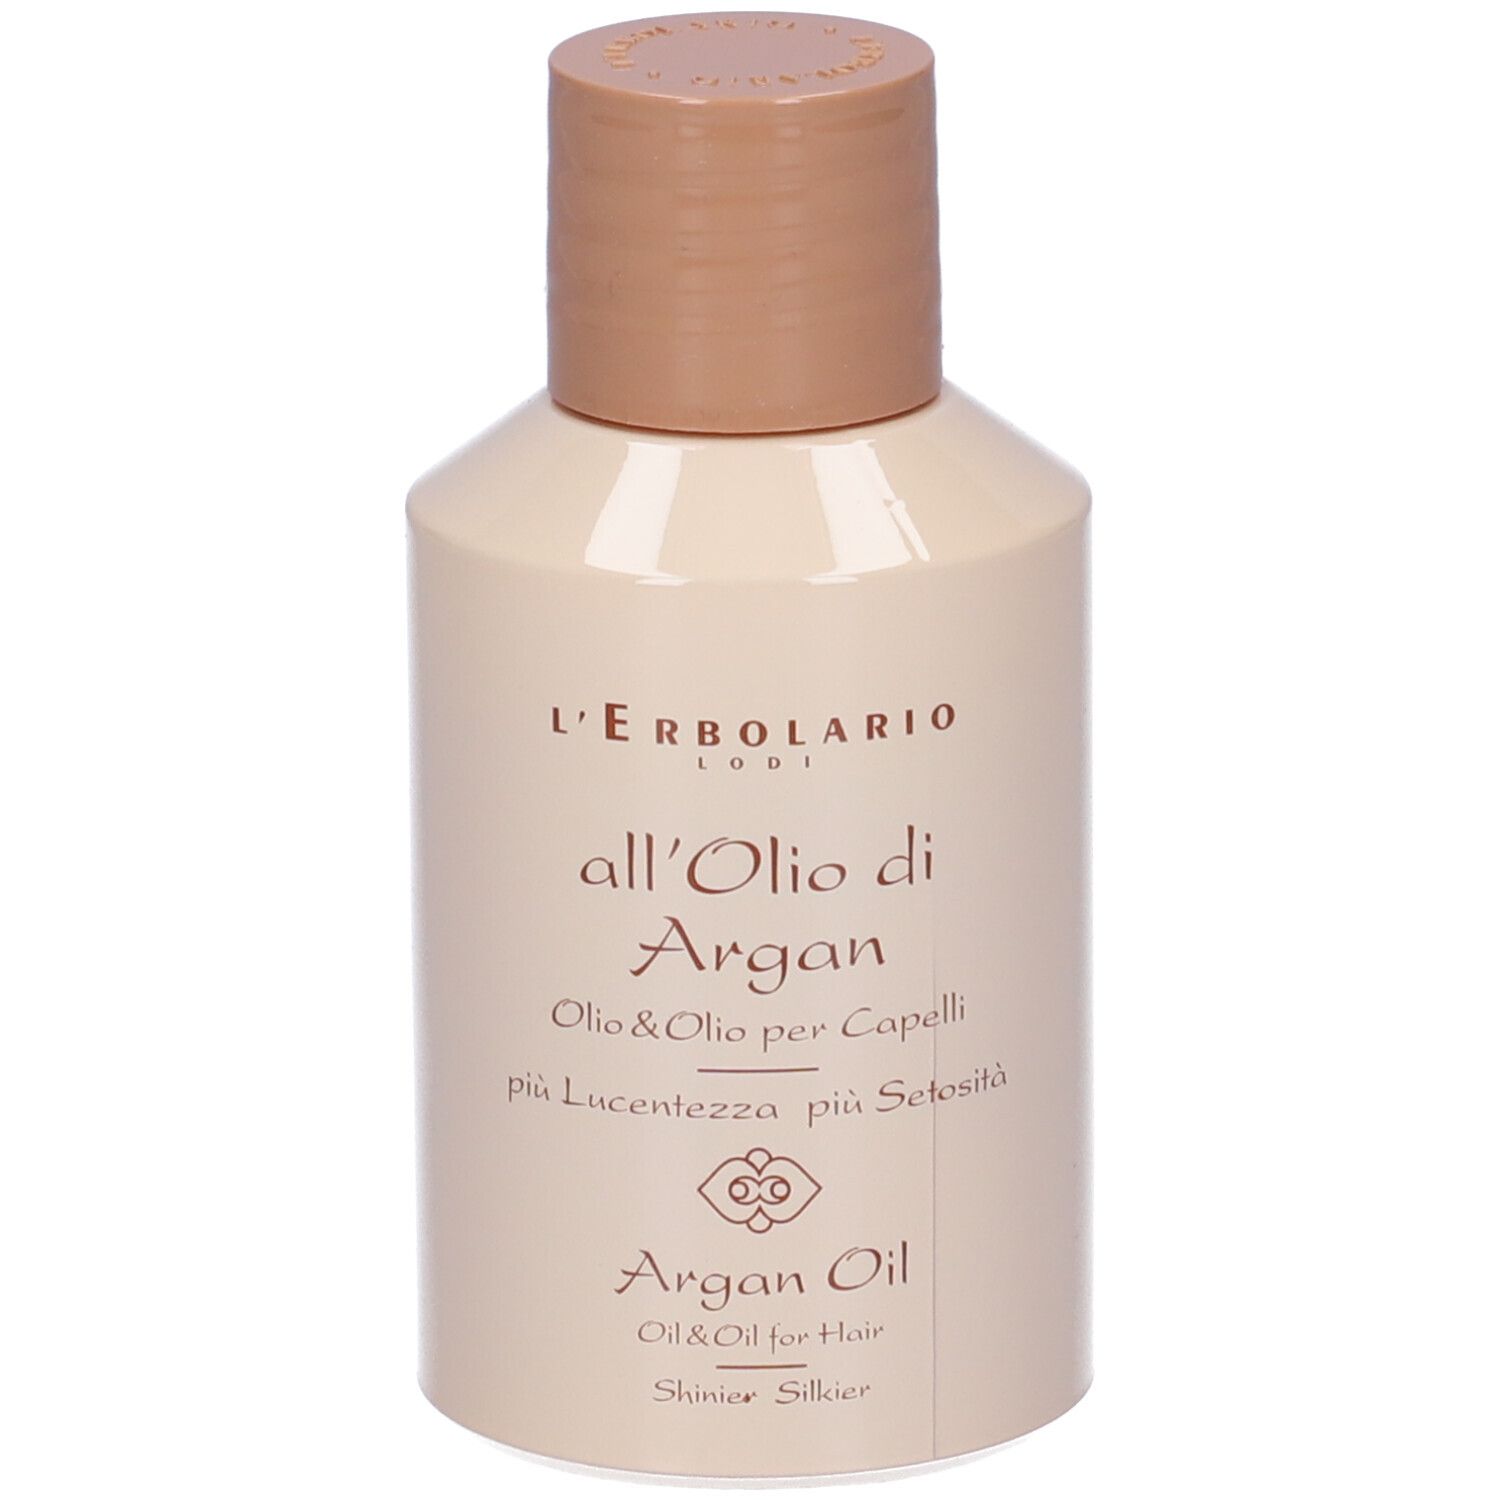 L'ERBOLARIO
LODI
all'Olio di
Argan
Olio & Olio per Capelli
più Lucentezza più Setosità
Argan Oil
Oil & Oil for Hair
Shinier Silkier